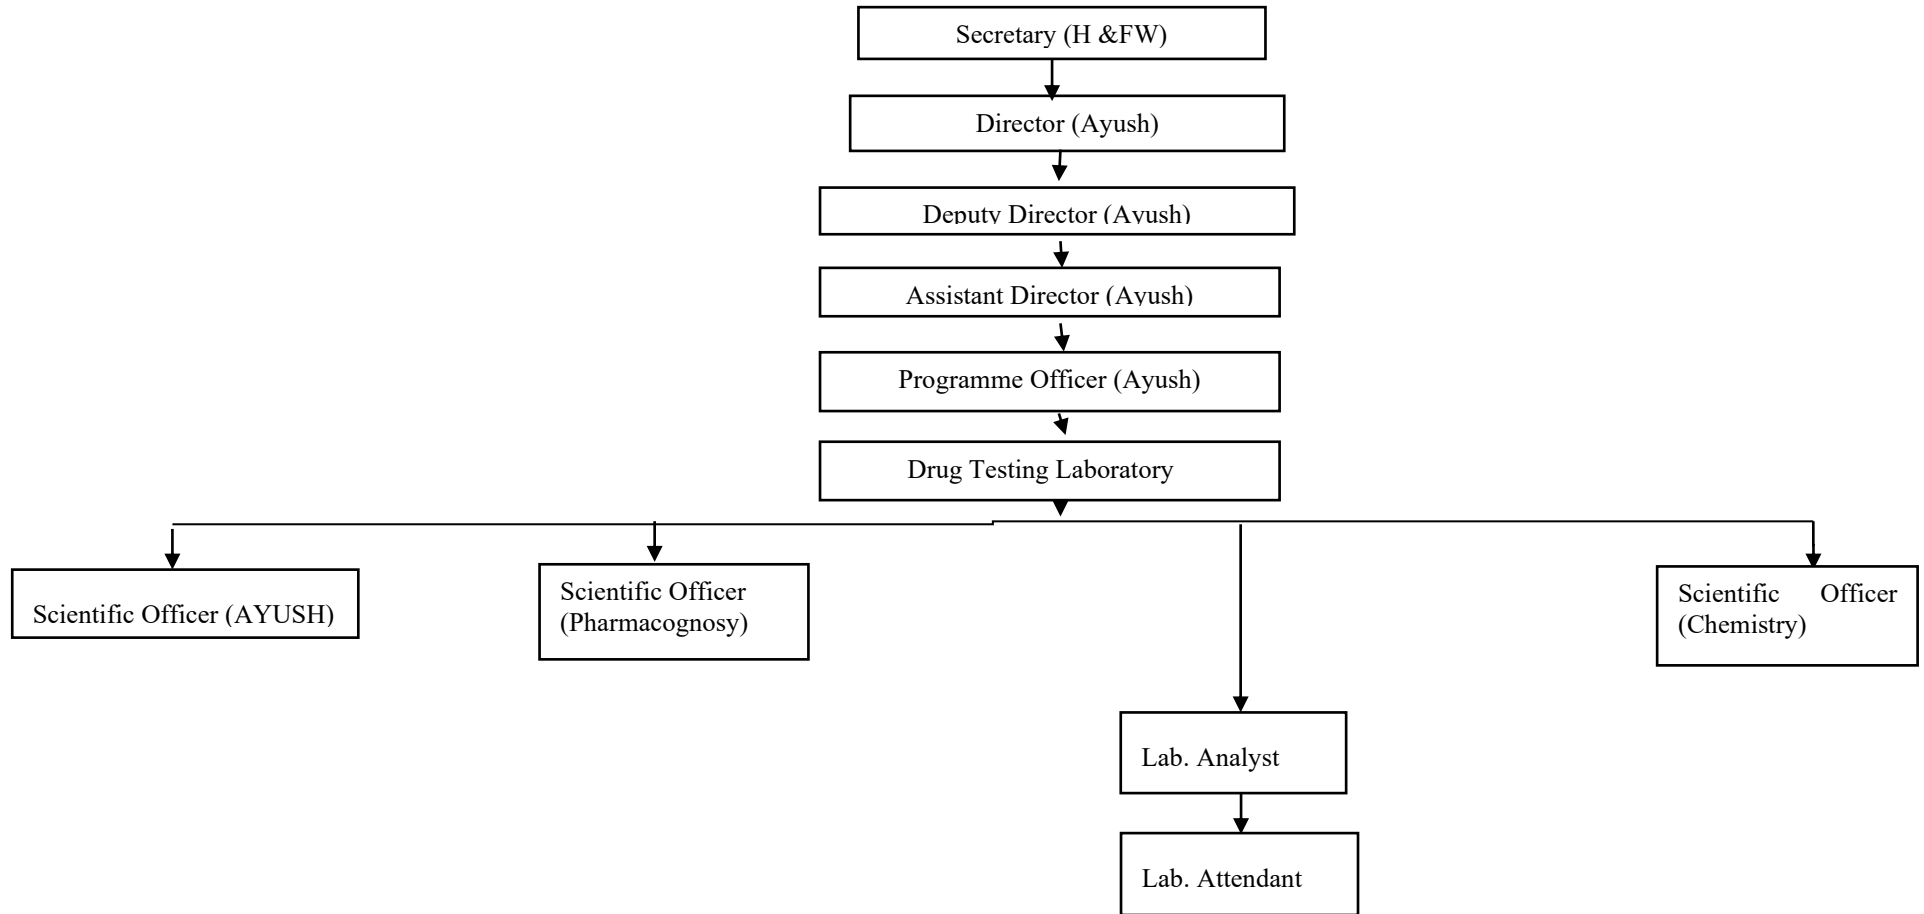 Secretary (H &FW)
Director (Ayush)
Deputy Director (Ayush)
Assistant Director (Ayush)
Programme Officer (Ayush)
Drug Testing Laboratory
Scientific Officer (AYUSH)
Scientific Officer
(Pharmacognosy)
Scientific Officer
(Chemistry)
Lab. Analyst
Lab. Attendant